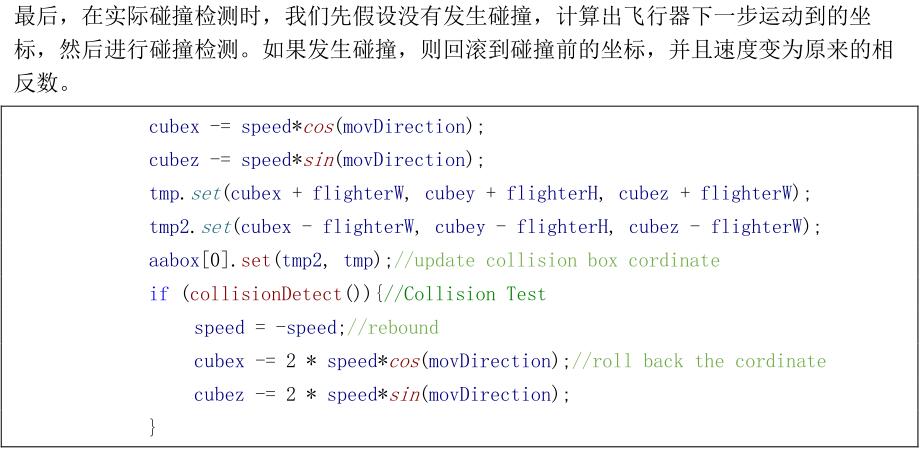 最后，在实际碰撞检测时，我们先假设没有发生碰撞，计算出飞行器下一步运动到的坐
标，然后进行碰撞检测。如果发生碰撞，则回滚到碰撞前的坐标，并且速度变为原来的相
反数。
cubex -= speed*cos(movDirection);
cubez -= speed*sin(movDirection);
tmp.set(cubex + flighterW, cubey + flighterH, cubez + flighterW);
tmp2.set(cubex - flighterW, cubey - flighterH, cubez - flighterW);
aabox[0].set(tmp2, tmp);//update collision box cordinate
if (collisionDetect()){//Collision Test
speed = -speed;//rebound
cubex -= 2 * speed*cos(movDirection);//roll back the cordinate
cubez -= 2 * speed*sin(movDirection);
}